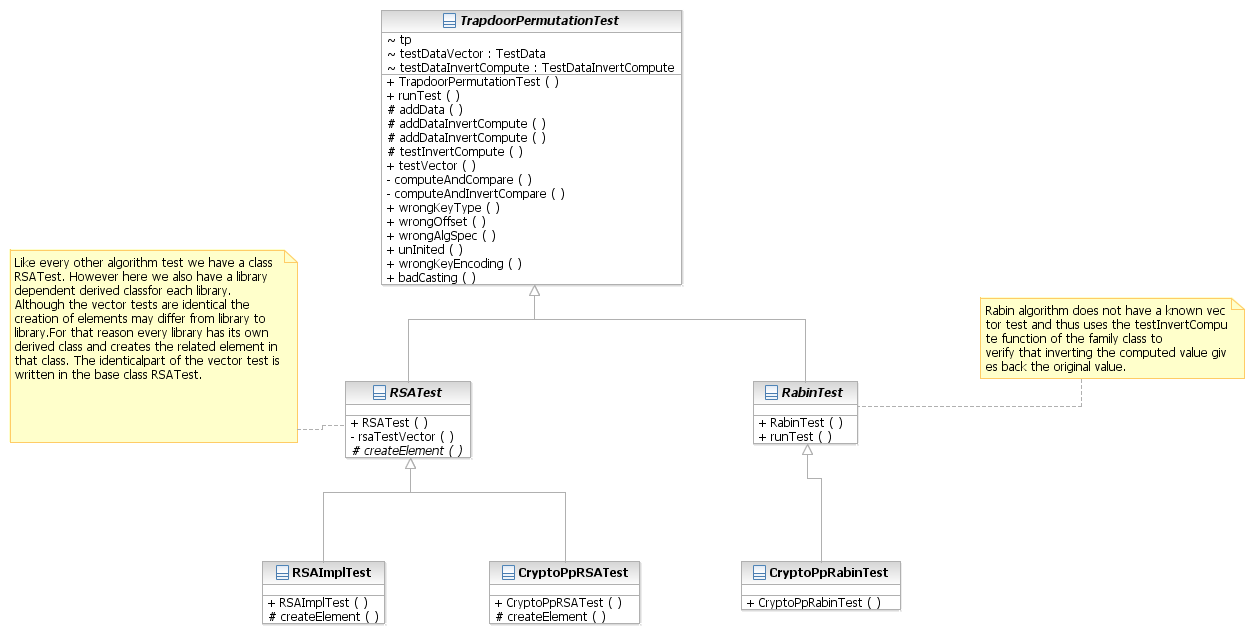 TrapdoorPermutationTest
~ tp
~ testDataVector : TestData
~ testDataInvertCompute : TestDataInvertCompute
+ TrapdoorPermutationTest ( )
+ runTest ( )
# addData ( )
# addDataInvertCompute ( )
# addDataInvertCompute ( )
# testInvertCompute ( )
+ testVector ( )
- computeAndCompare ( )
- computeAndInvertCompare ( )
+ wrongKeyType ( )
+ wrongOffset ( )
+ wrongAlgSpec ( )
+ unInited ( )
+ wrongKeyEncoding ( )
+ badCasting ( )
Like every other algorithm test we have a class
RSATest. However here we also have a library
dependent derived classfor each library.
Although the vector tests are identical the
creation of elements may differ from library to
library.For that reason every library has its own
derived class and creates the related element in
that class. The identicalpart of the vector test is
written in the base class RSATest.
Rabin algorithm does not have a known vec
tor test and thus uses the testInvertCompu
te function of the family class to
verify that inverting the computed value giv
es back the original value.
RSATest
+ RSATest ( )
- rsaTestVector ( )
# createElement ( )
RabinTest
+ RabinTest ( )
+ runTest ( )
RSAImplTest
+ RSAImplTest ( )
# createElement ( )
CryptoPpRSATest
+ CryptoPpRSATest ( )
# createElement ( )
CryptoPpRabinTest
+ CryptoPpRabinTest ( )